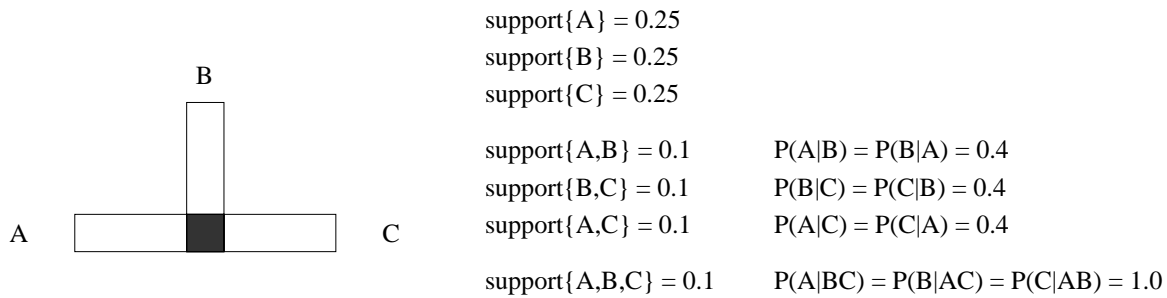 B
A
C
support{A} = 0.25
support{B} = 0.25
support{C} = 0.25
support{A,B} = 0.1 P(A|B) = P(B|A) = 0.4
support{B,C} = 0.1 P(B|C) = P(C|B) = 0.4
support{A,C} = 0.1 P(A|C) = P(C|A) = 0.4
support{A,B,C} = 0.1 P(A|BC) = P(B|AC) = P(C|AB) = 1.0